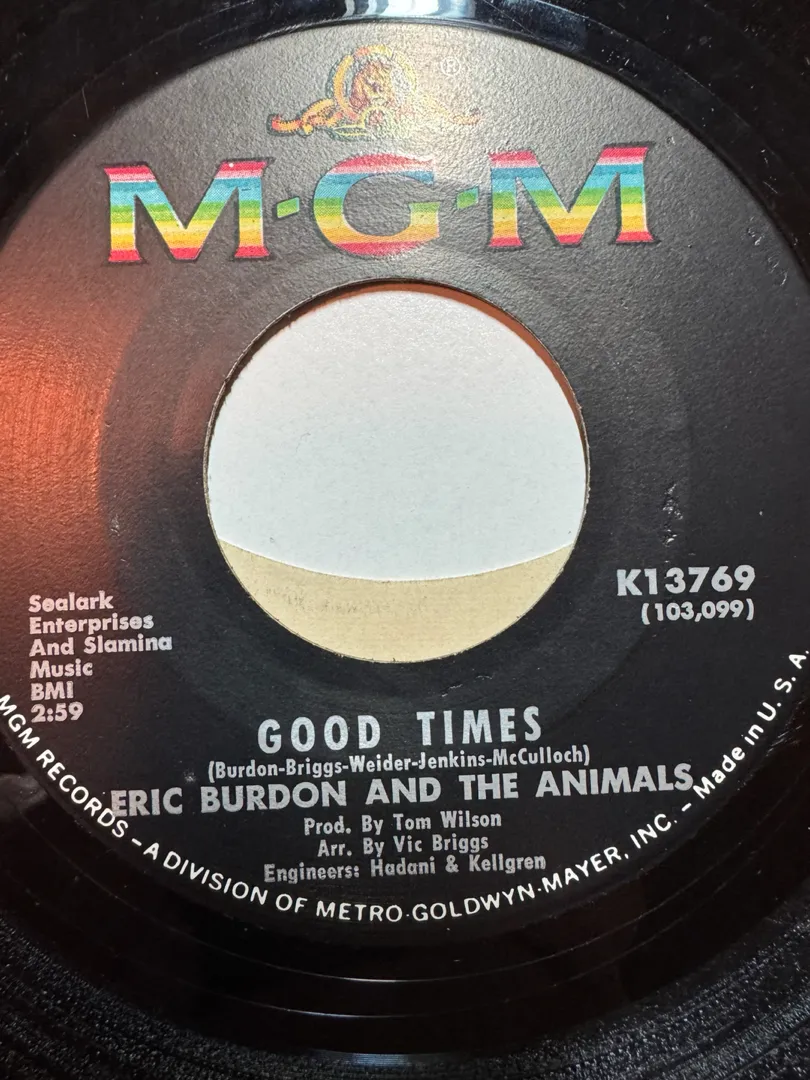 ®
M·G·M
K13769
(103,099)
Sealark
Enterprises
And Slamina
Music
BMI
2:59
GOOD TIMES
(Burdon-Briggs-Weider-Jenkins-McCulloch)
ERIC BURDON AND THE ANIMALS
Prod. By Tom Wilson
Arr. By Vic Briggs
Engineers: Hadani & Kellgren
MGM RECORDS – A DIVISION OF METRO-GOLDWYN-MAYER, INC. – Made in U. S. A.